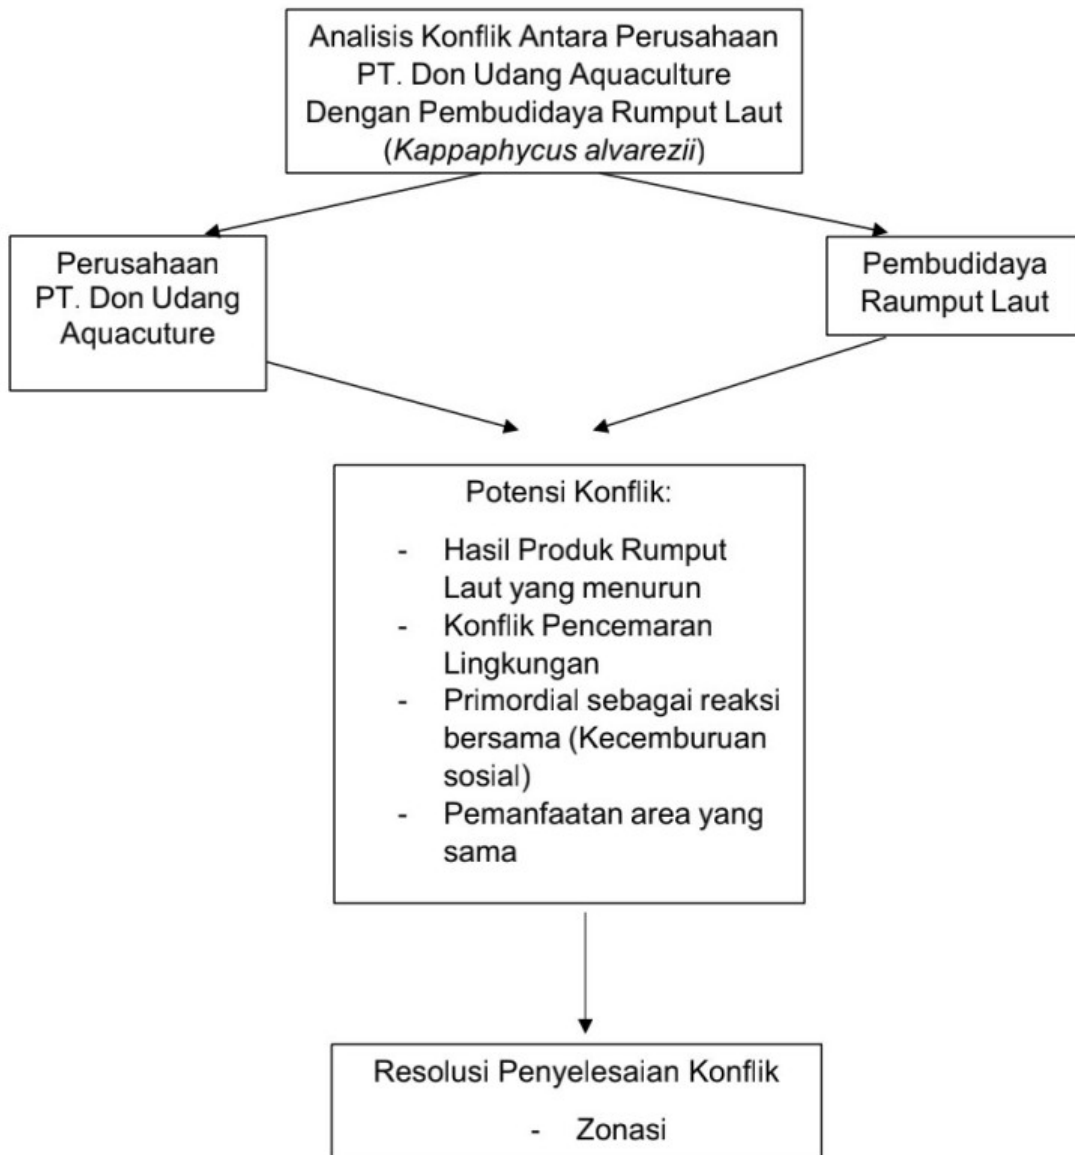 Analisis Konflik Antara Perusahaan
PT. Don Udang Aquaculture
Dengan Pembudidaya Rumput Laut
(Kappaphycus alvarezii)
Perusahaan
PT. Don Udang
Aquacuture
Pembudidaya
Raumput Laut
Potensi Konflik:
- Hasil Produk Rumput
Laut yang menurun
- Konflik Pencemaran
Lingkungan
- Primordial sebagai reaksi
bersama (Kecemburuan
sosial)
- Pemanfaatan area yang
sama
Resolusi Penyelesaian Konflik
- Zonasi